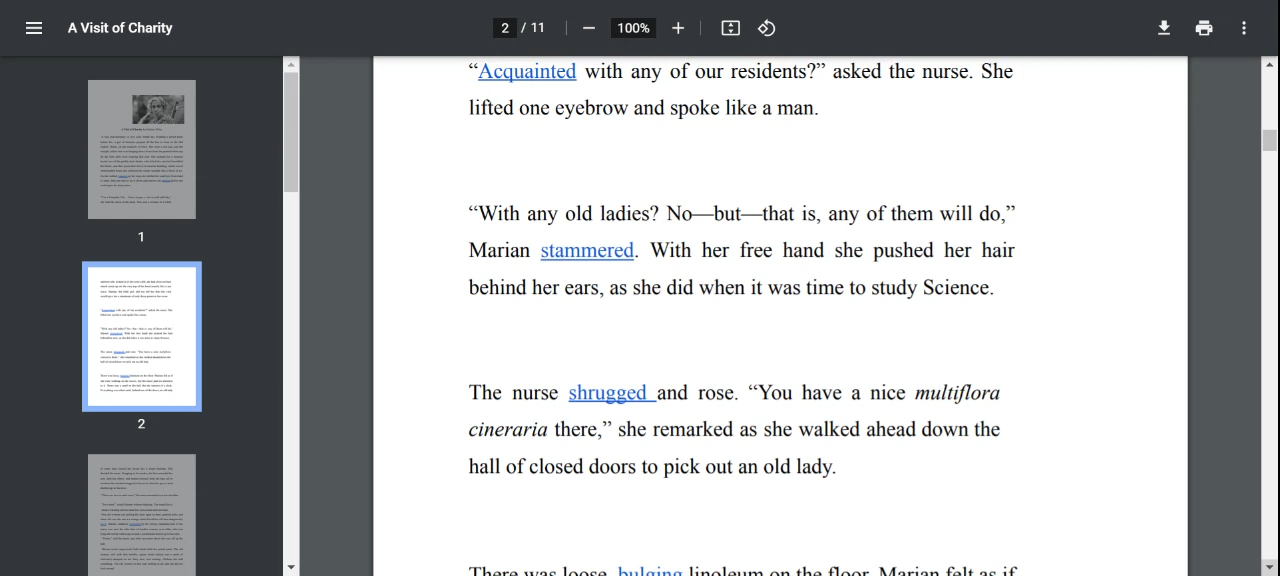 A Visit of Charity
2 / 11
100%
“Acquainted with any of our residents?” asked the nurse. She
lifted one eyebrow and spoke like a man.
“With any old ladies? No—but—that is, any of them will do,”
Marian stammered. With her free hand she pushed her hair
behind her ears, as she did when it was time to study Science.
The nurse shrugged and rose. “You have a nice multiflora
cineraria there,” she remarked as she walked ahead down the
hall of closed doors to pick out an old lady.
There was loose, bulging linoleum on the floor. Marian felt as if
1
2